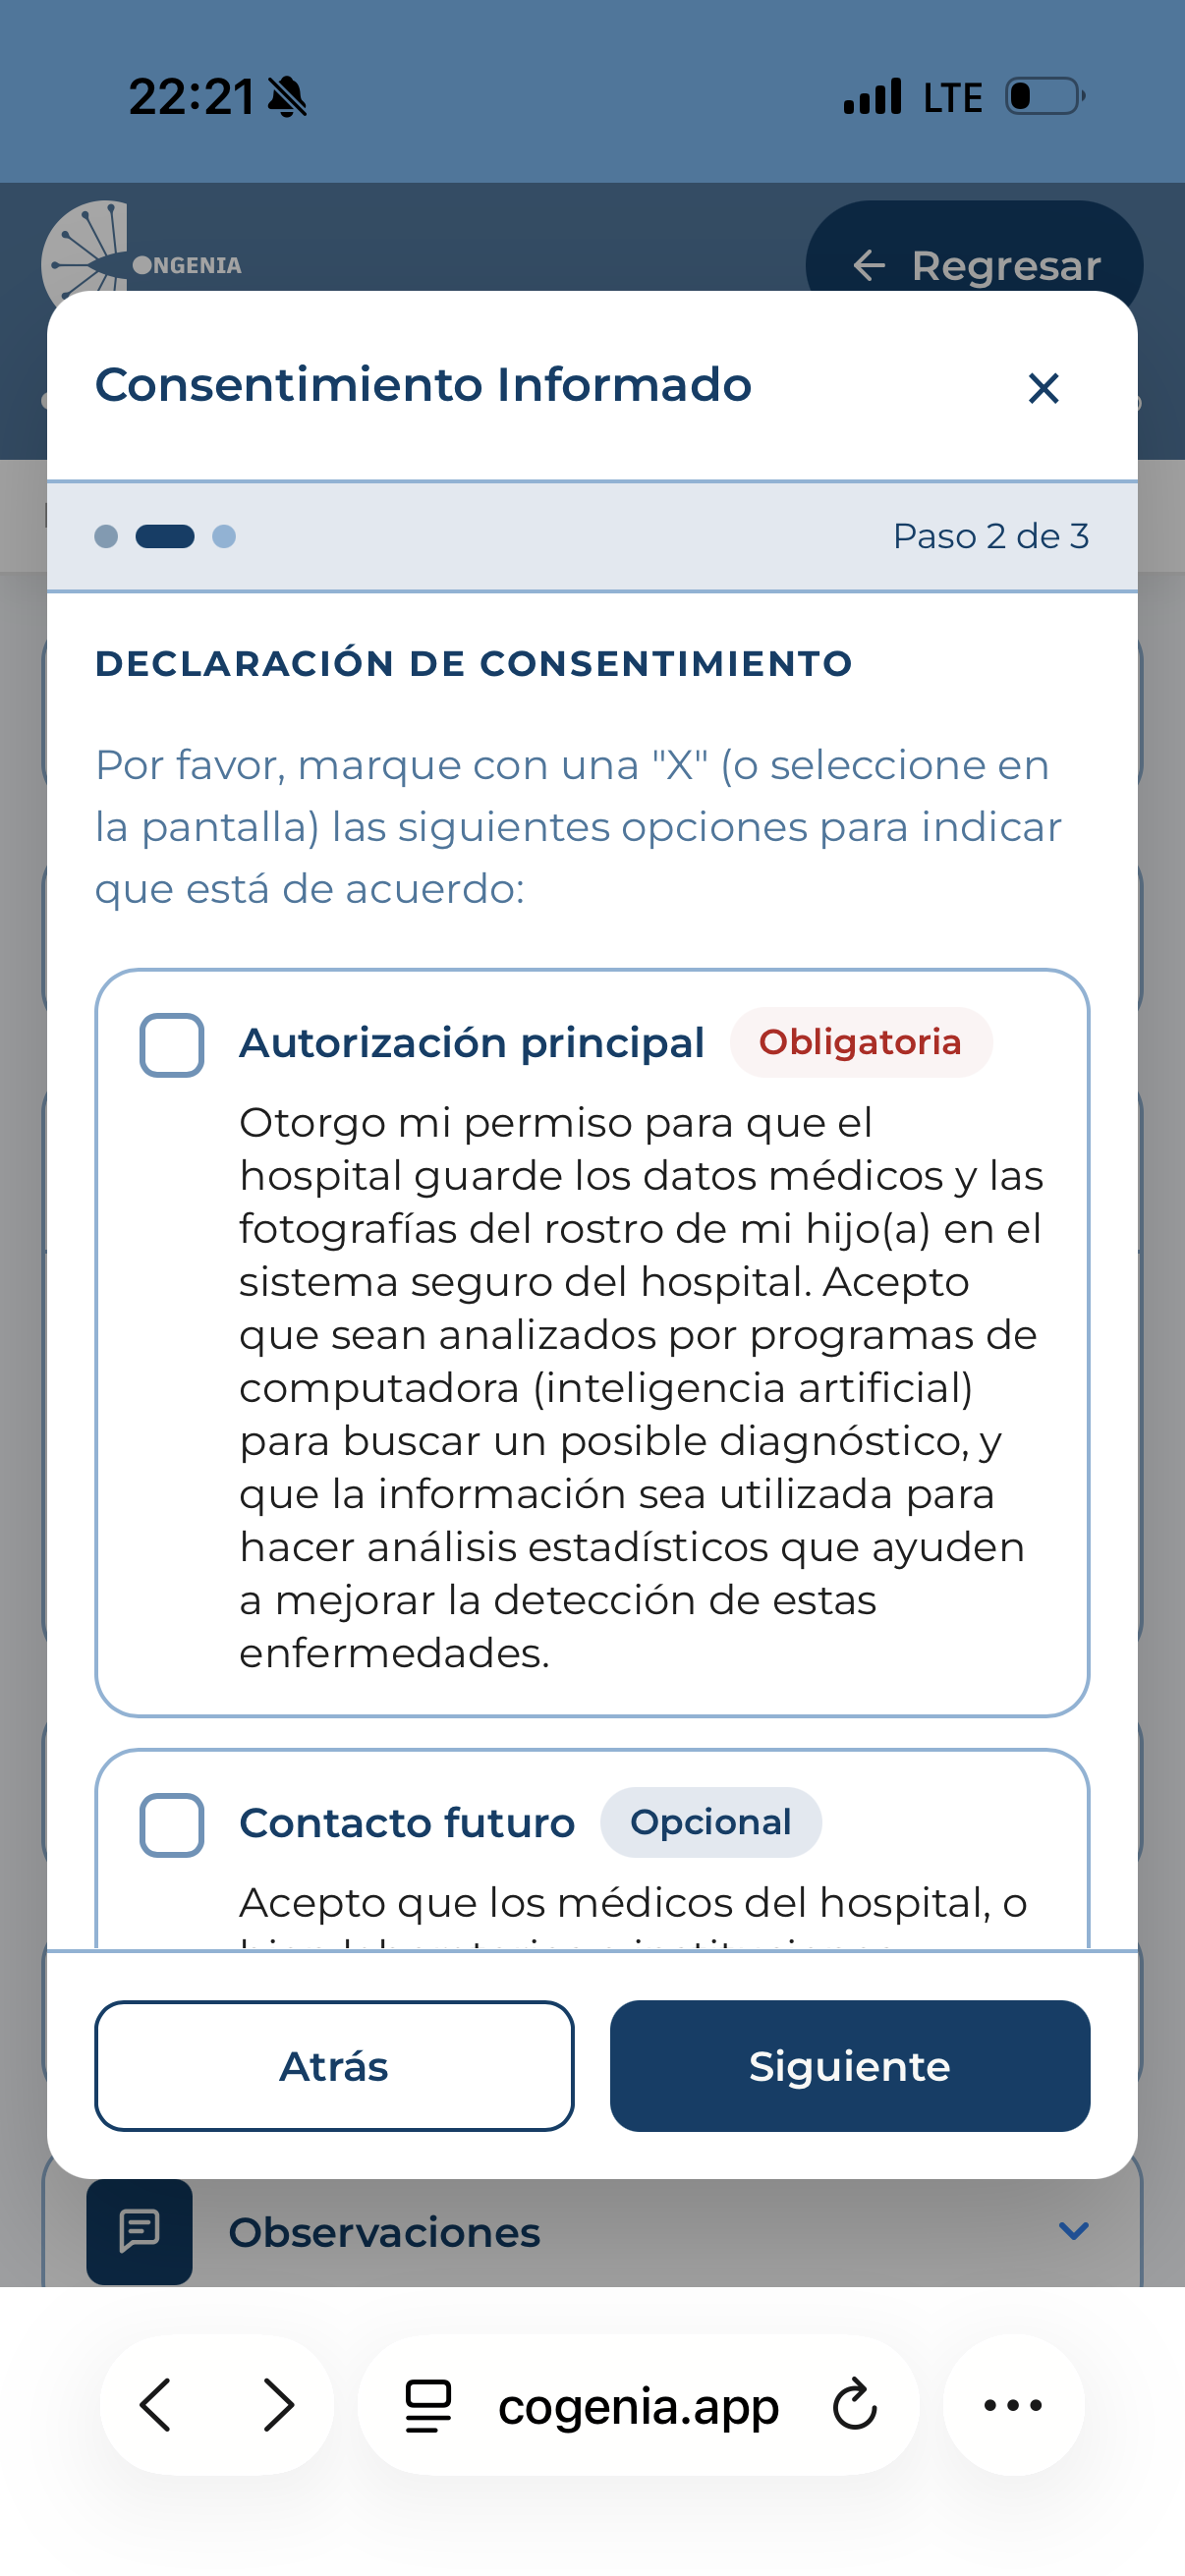 22:21
LTE
ONGENIA
← Regresar
Consentimiento Informado
Paso 2 de 3
DECLARACIÓN DE CONSENTIMIENTO
Por favor, marque con una "X" (o seleccione en
la pantalla) las siguientes opciones para indicar
que está de acuerdo:
Autorización principal Obligatoria
Otorgo mi permiso para que el
hospital guarde los datos médicos y las
fotografías del rostro de mi hijo(a) en el
sistema seguro del hospital. Acepto
que sean analizados por programas de
computadora (inteligencia artificial)
para buscar un posible diagnóstico, y
que la información sea utilizada para
hacer análisis estadísticos que ayuden
a mejorar la detección de estas
enfermedades.
Contacto futuro Opcional
Acepto que los médicos del hospital, o
Atrás
Siguiente
Observaciones
cogenia.app